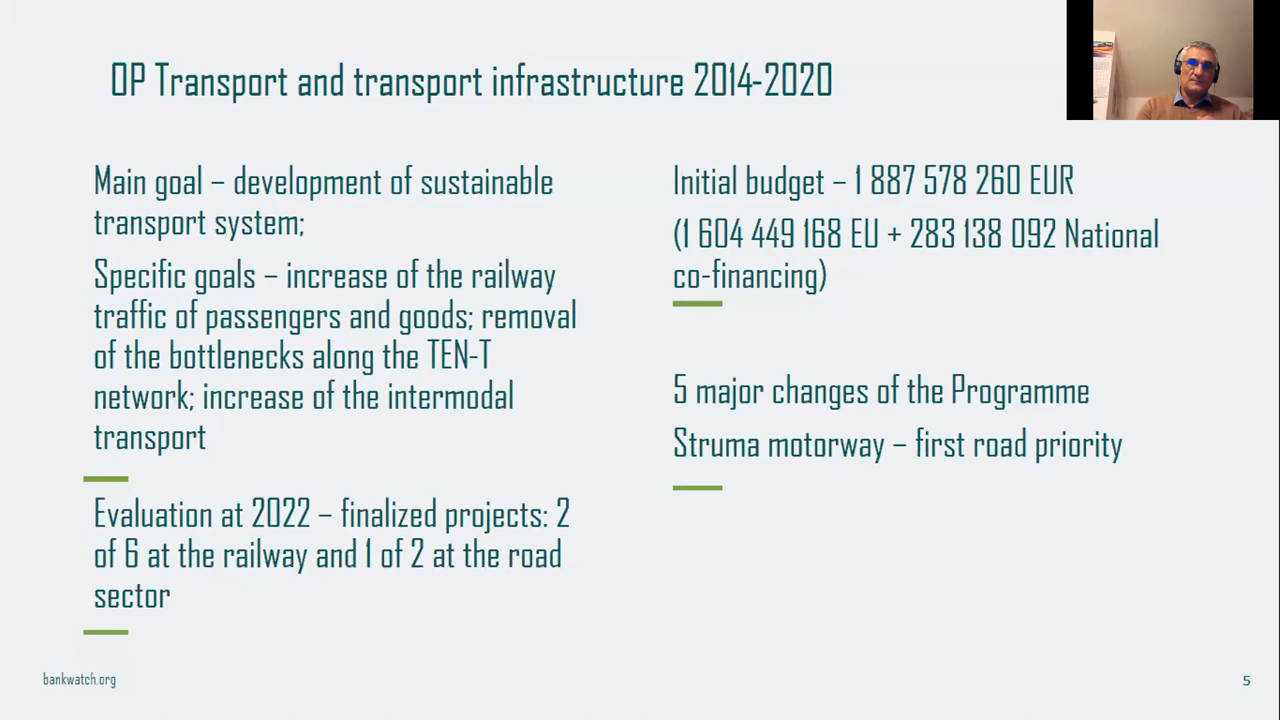 OP Transport and transport infrastructure 2014-2020
Main goal – development of sustainable
transport system;
Specific goals – increase of the railway
traffic of passengers and goods; removal
of the bottlenecks along the TEN-T
network; increase of the intermodal
transport
Evaluation at 2022 – finalized projects: 2
of 6 at the railway and 1 of 2 at the road
sector
Initial budget – 1 887 578 260 EUR
(1 604 449 168 EU + 283 138 092 National
co-financing)
5 major changes of the Programme
Struma motorway – first road priority
bankwatch.org
5